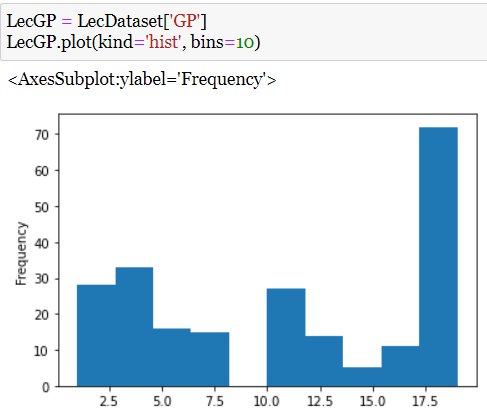 LecGP = LecDataset['GP']
LecGP.plot(kind='hist', bins=10)
<AxesSubplot:ylabel='Frequency'>
70
60
50
40
30
20
10
0
Frequency
2.5 5.0 7.5 10.0 12.5 15.0 17.5